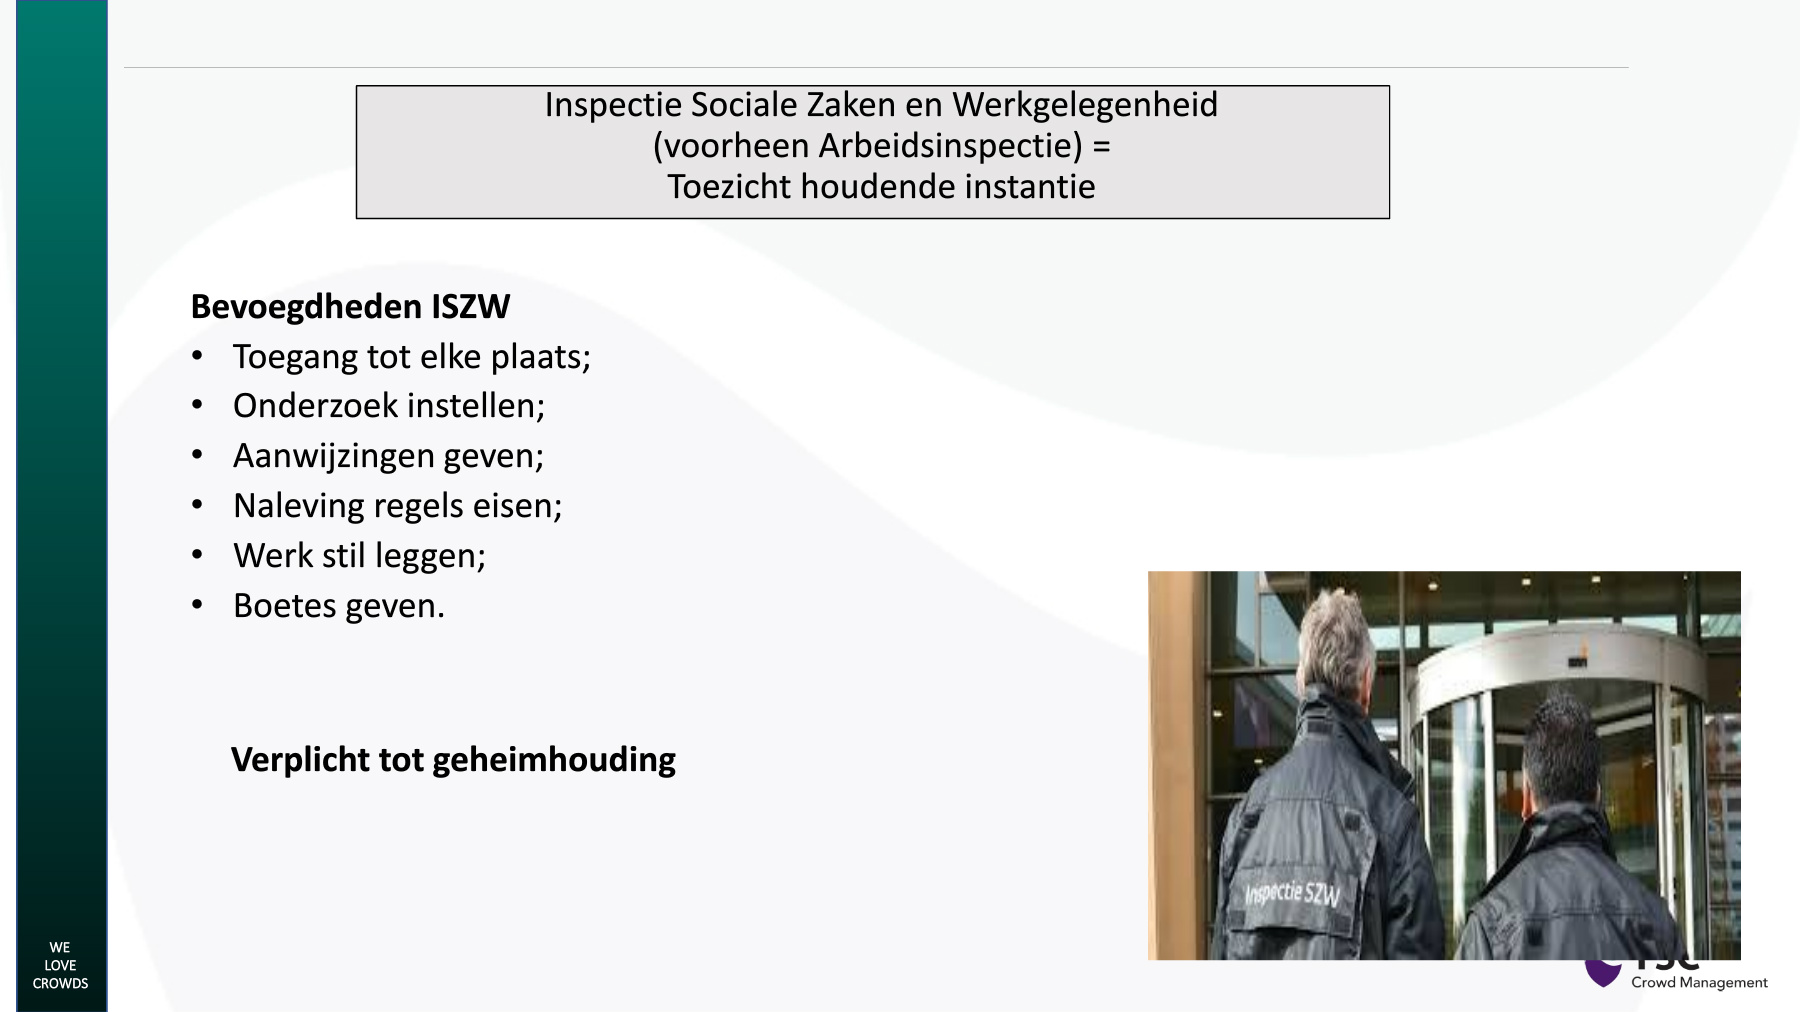 Inspectie Sociale Zaken en Werkgelegenheid
(voorheen Arbeidsinspectie) =
Toezicht houdende instantie
Bevoegdheden ISZW
• Toegang tot elke plaats;
• Onderzoek instellen;
• Aanwijzingen geven;
• Naleving regels eisen;
• Werk stil leggen;
• Boetes geven.
Verplicht tot geheimhouding
Inspectie SZW
WE
LOVE
CROWDS
Crowd Management